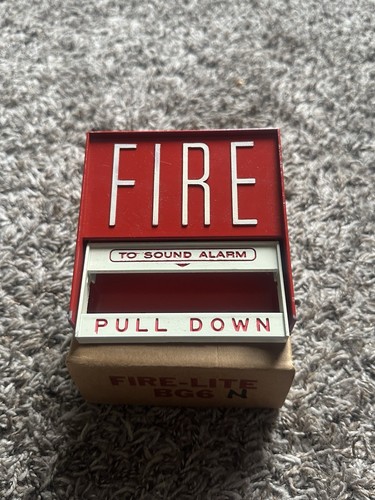 FIRE
TO SOUND ALARM
PULL DOWN
FIRE-LITE
BG6 N